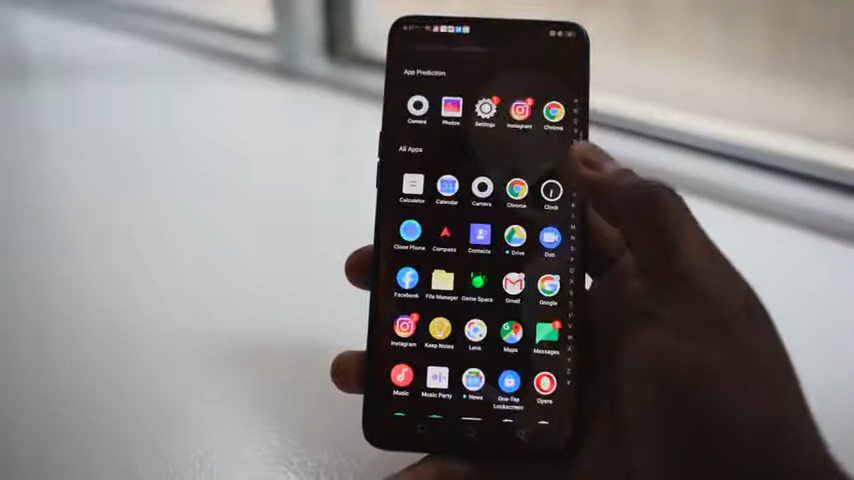 App Prediction
Camera Photos Settings Instagram Chrome
All Apps
Calculator Calendar Camera Chrome Clock
Clone Phone Compass Contacts Drive Duo
Facebook File Manager Game Space Gmail Google
Instagram Keep Notes Lens Maps Messages
Music Music Party News One-Tap Opera
Lockscreen